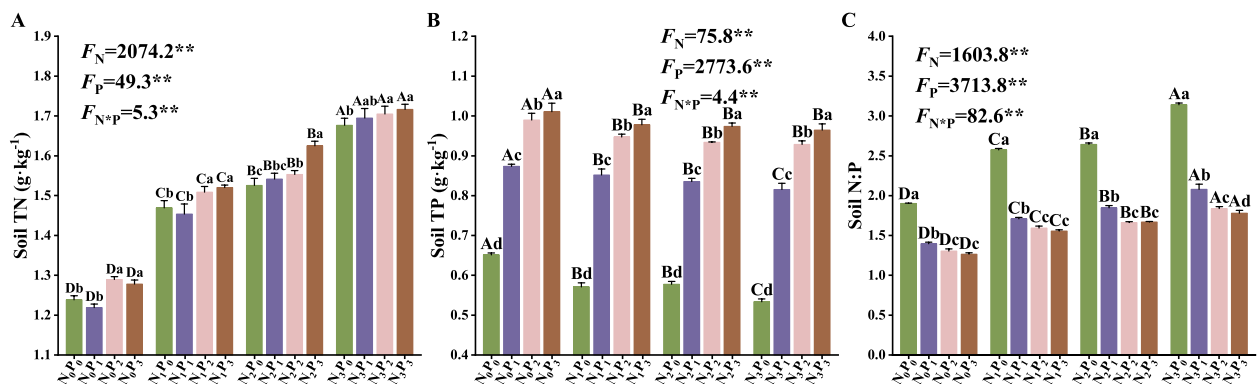 A
Soil TN (g·kg⁻¹)
1.9
1.8
1.7
1.6
1.5
1.4
1.3
1.2
1.1
F_N=2074.2**
F_P=49.3**
F_N*P=5.3**
Db Db Da Da
Cb Cb Ca Ca
Bc Bbc Bb Ba
Ab Aab Aa Aa
N₀P₀ N₀P₁ N₀P₂ N₀P₃ N₁P₀ N₁P₁ N₁P₂ N₁P₃ N₂P₀ N₂P₁ N₂P₂ N₂P₃ N₃P₀ N₃P₁ N₃P₂ N₃P₃
B
Soil TP (g·kg⁻¹)
1.2
1.1
1.0
0.9
0.8
0.7
0.6
0.5
0.4
F_N=75.8**
F_P=2773.6**
F_N*P=4.4**
Ad Ac Ab Aa
Bd Bc Bb Ba
Bd Bc Bb Ba
Cd Cc Bb Ba
N₀P₀ N₀P₁ N₀P₂ N₀P₃ N₁P₀ N₁P₁ N₁P₂ N₁P₃ N₂P₀ N₂P₁ N₂P₂ N₂P₃ N₃P₀ N₃P₁ N₃P₂ N₃P₃
C
Soil N:P
4.0
3.5
3.0
2.5
2.0
1.5
1.0
0.5
0.0
F_N=1603.8**
F_P=3713.8**
F_N*P=82.6**
Da Db Dc Dc
Ca Cb Cc Cc
Ba Bb Bc Bc
Aa Ab Ac Ad
N₀P₀ N₀P₁ N₀P₂ N₀P₃ N₁P₀ N₁P₁ N₁P₂ N₁P₃ N₂P₀ N₂P₁ N₂P₂ N₂P₃ N₃P₀ N₃P₁ N₃P₂ N₃P₃